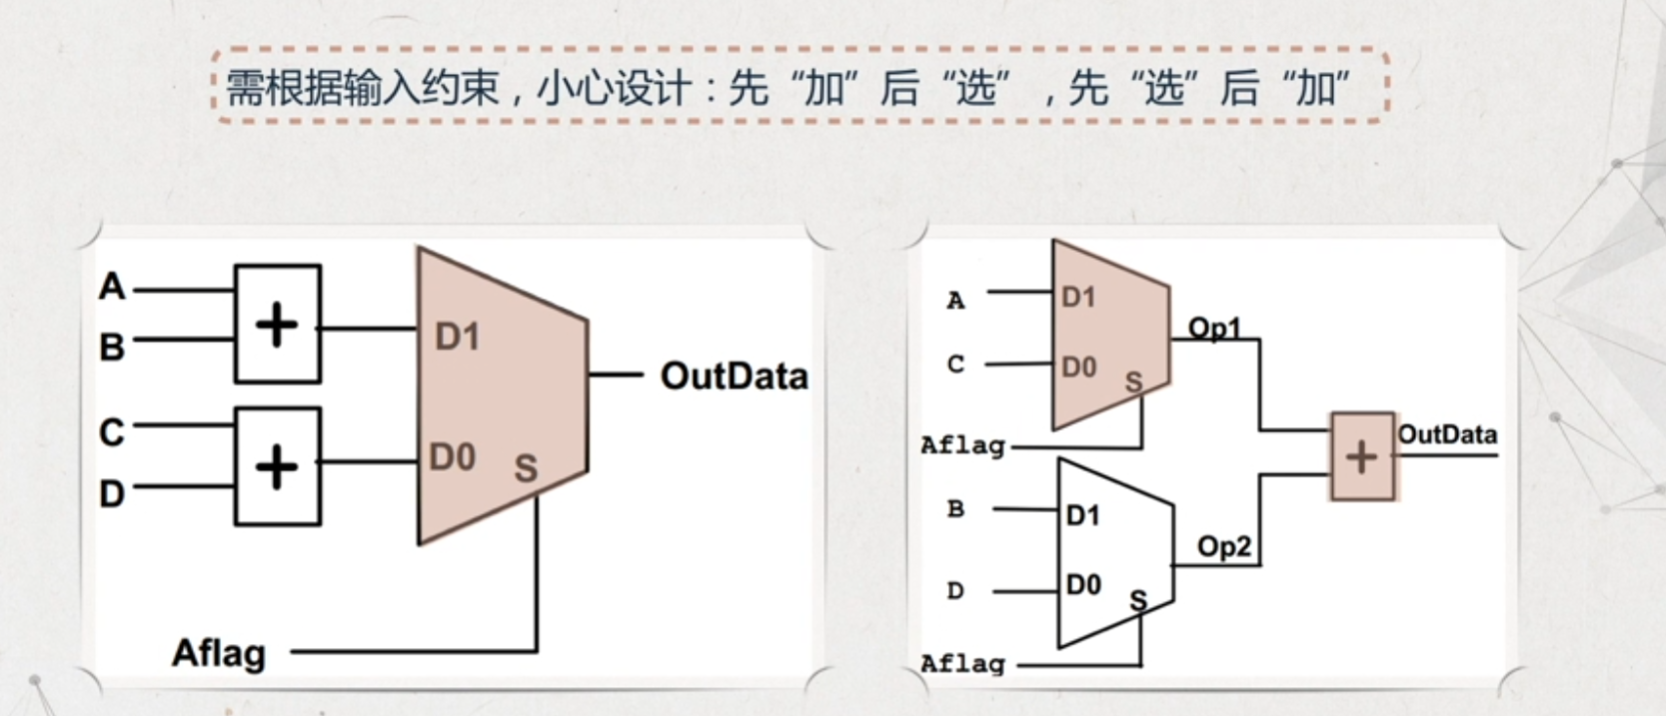 需根据输入约束，小心设计：先“加”后“选”，先“选”后“加”
A
B
C
D
D1
D0
S
OutData
Aflag
A
C
D1
D0
S
Aflag
Op1
B
D
D1
D0
S
Aflag
Op2
OutData